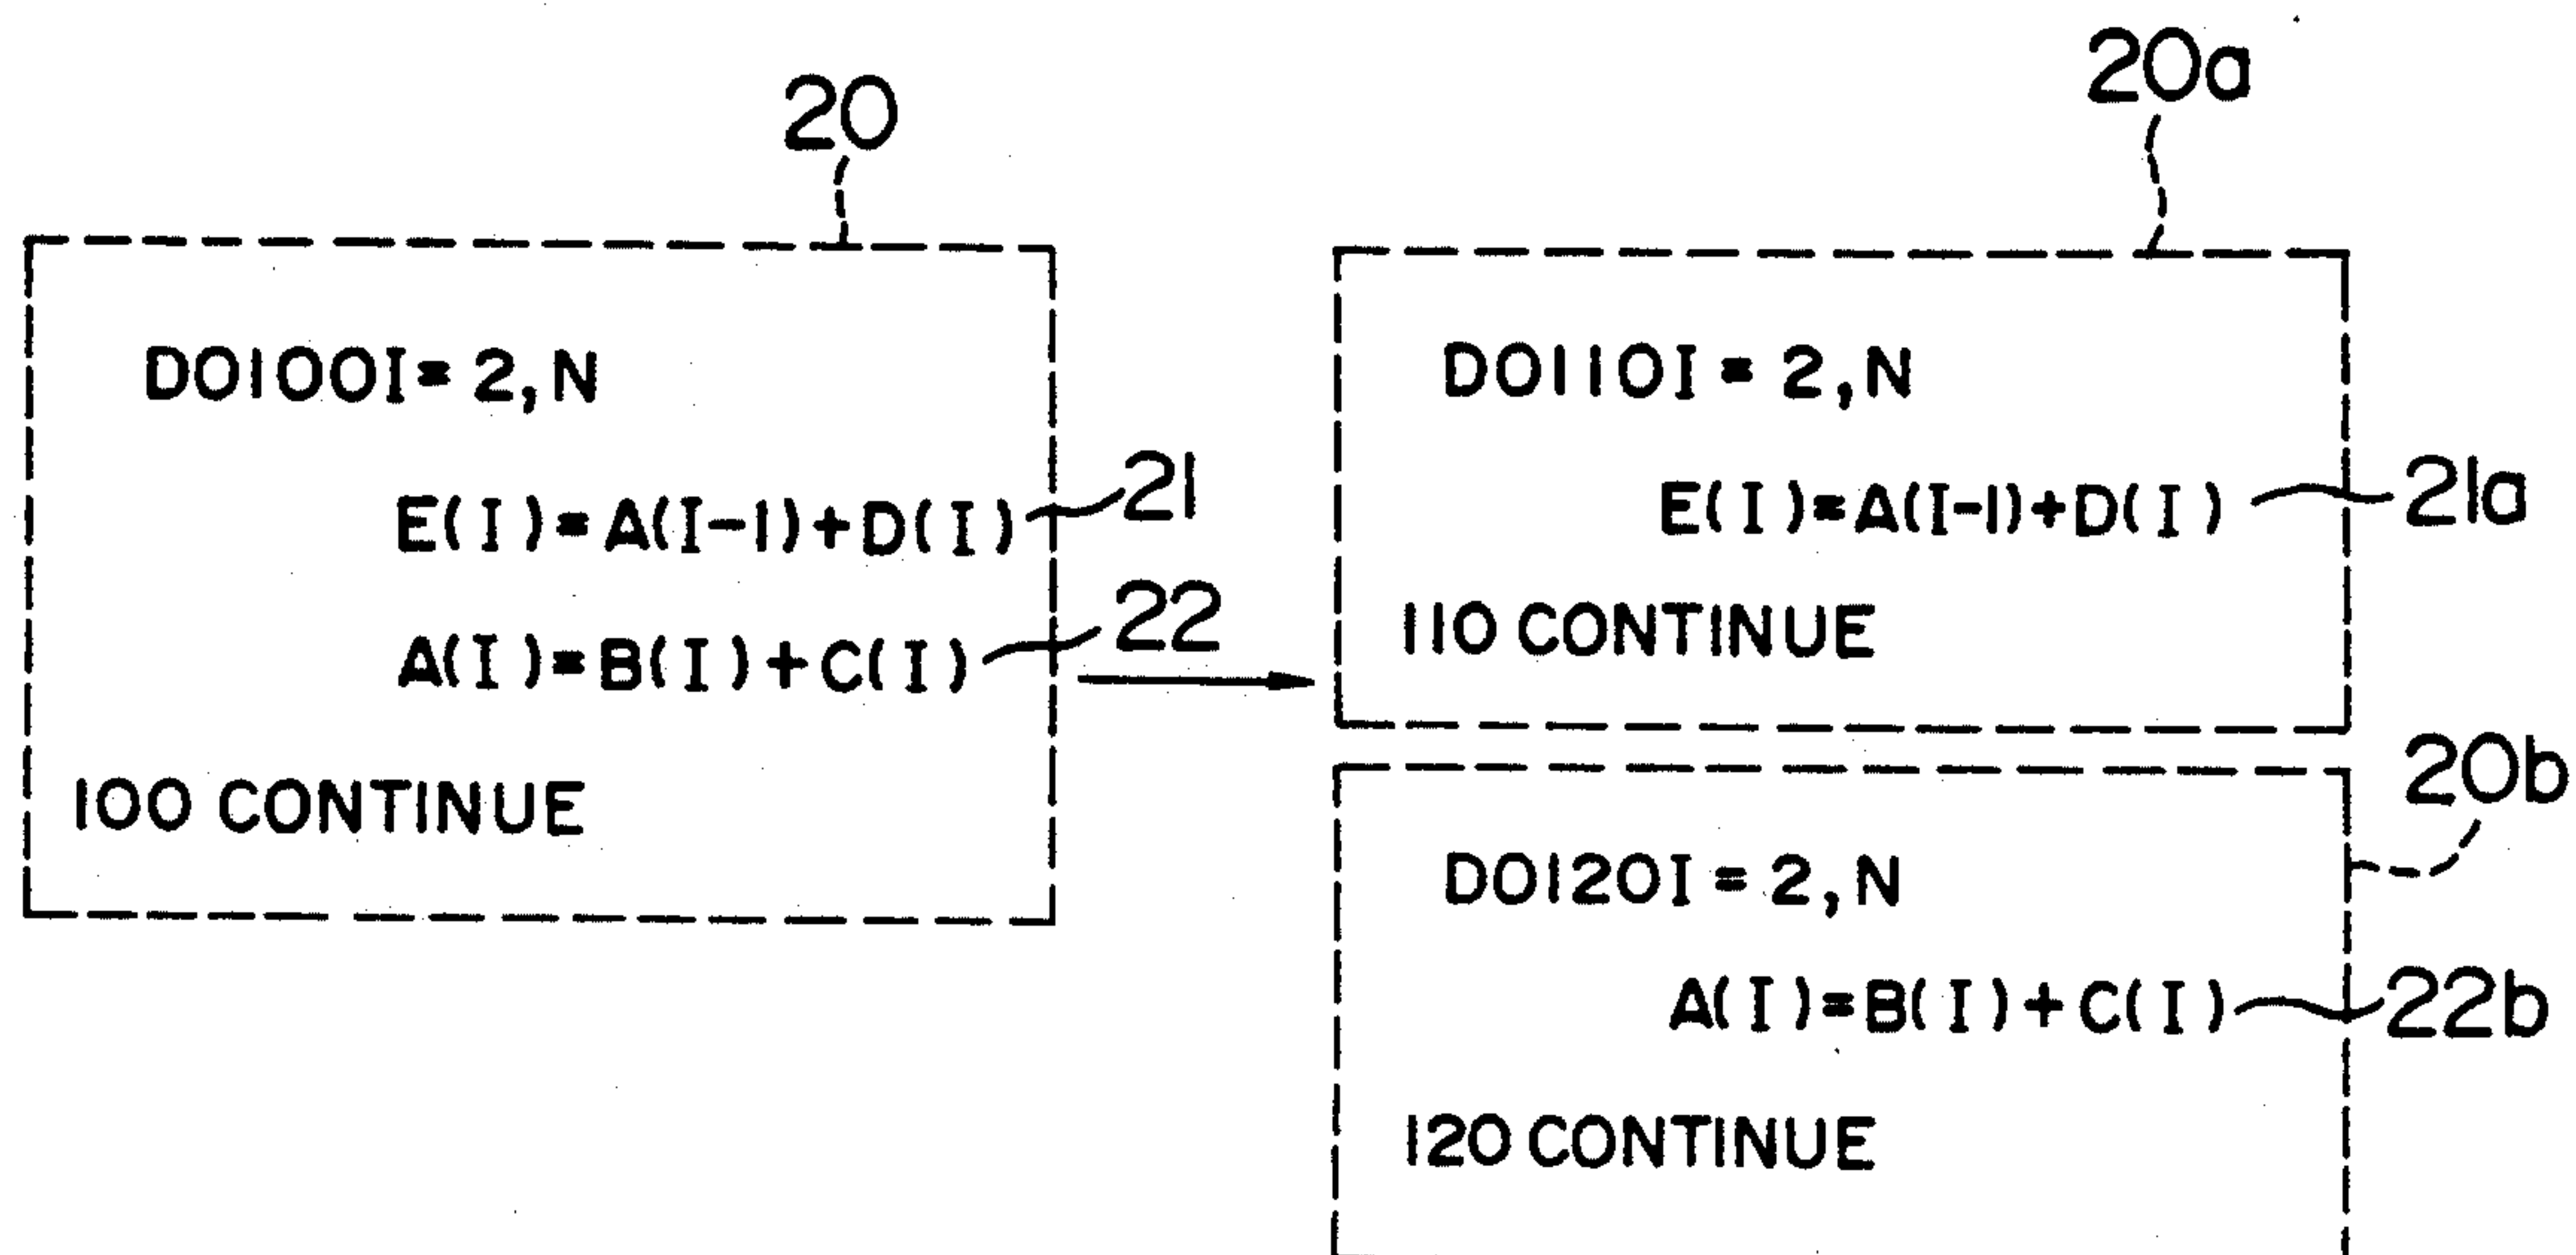 20
DO100I = 2, N
E(I) = A(I-1) + D(I)
21
A(I) = B(I) + C(I)
22
100 CONTINUE
20a
DO110I = 2, N
E(I) = A(I-1) + D(I)
21a
110 CONTINUE
20b
DO120I = 2, N
A(I) = B(I) + C(I)
22b
120 CONTINUE